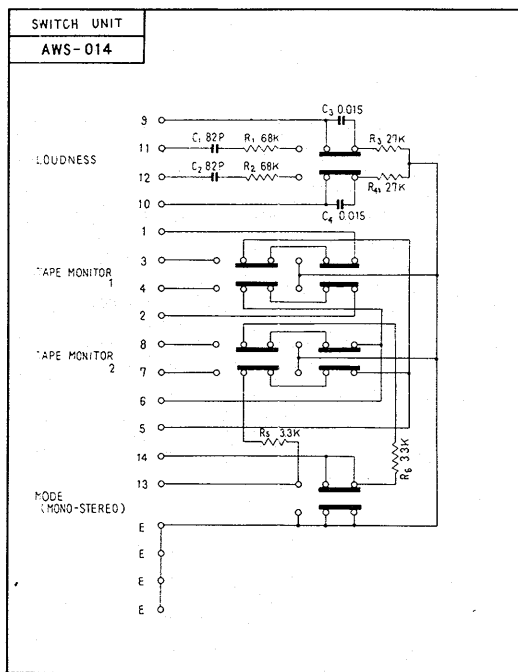 SWITCH UNIT
AWS-014
C3 0.015
9
C1 82P R1 68K R3 27K
11
LOUDNESS
C2 82P R2 68K
12
R4 27K
10
C4 0.015
1
3
TAPE MONITOR
1
4
2
8
TAPE MONITOR
2
7
6
5
R5 3.3K
R6 3.3K
14
13
MODE
(MONO-STEREO)
E
E
E
E